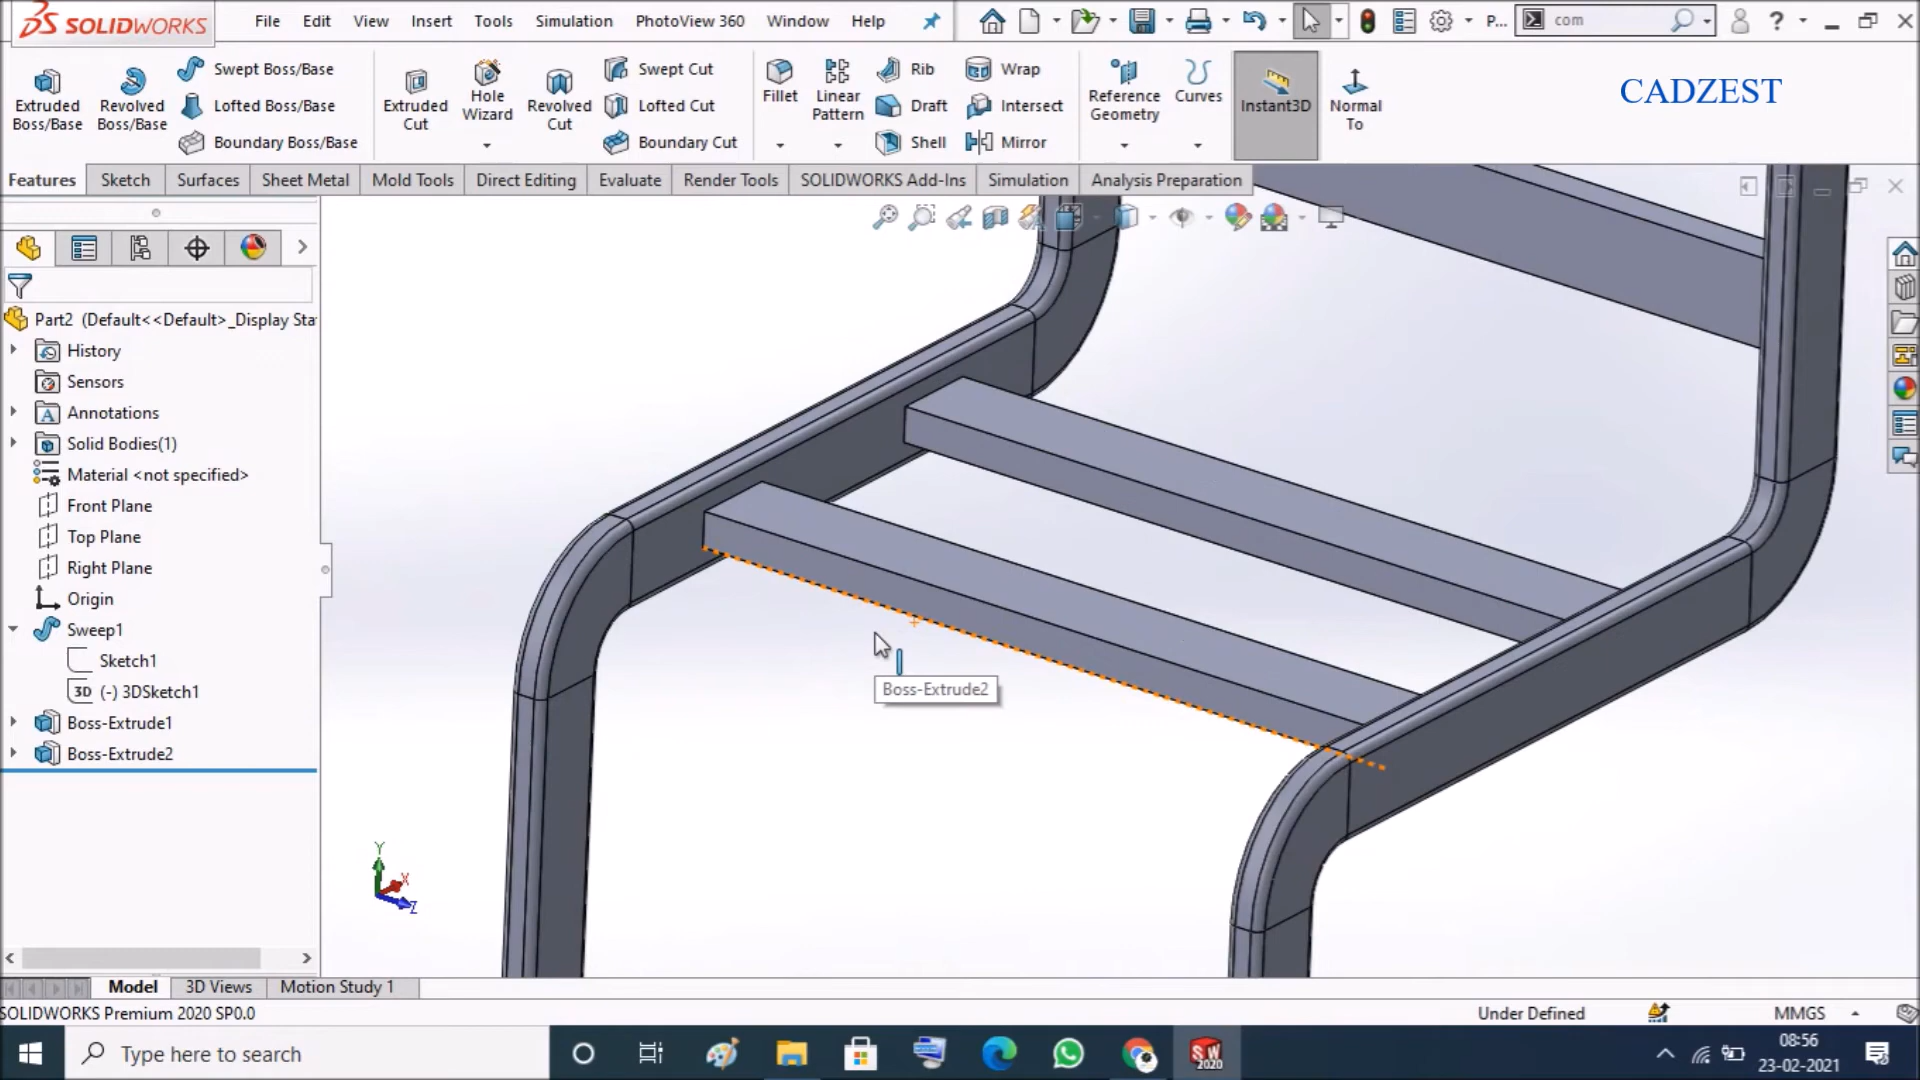 SOLIDWORKS File Edit View Insert Tools Simulation PhotoView 360 Window Help P... com ?
Extruded Boss/Base
Revolved Boss/Base
Swept Boss/Base
Lofted Boss/Base
Boundary Boss/Base
Extruded Cut
Hole Wizard
Revolved Cut
Swept Cut
Lofted Cut
Boundary Cut
Fillet
Linear Pattern
Rib
Draft
Shell
Wrap
Intersect
Mirror
Reference Geometry
Curves
Instant3D
Normal To
CADZEST
Features Sketch Surfaces Sheet Metal Mold Tools Direct Editing Evaluate Render Tools SOLIDWORKS Add-Ins Simulation Analysis Preparation
Part2 (Default<<Default>_Display Sta
History
Sensors
Annotations
Solid Bodies(1)
Material <not specified>
Front Plane
Top Plane
Right Plane
Origin
Sweep1
Sketch1
3D (-) 3DSketch1
Boss-Extrude1
Boss-Extrude2
Boss-Extrude2
Y
X
Z
Model 3D Views Motion Study 1
SOLIDWORKS Premium 2020 SP0.0 Under Defined MMGS
Type here to search
SW 2020
08:56
23-02-2021